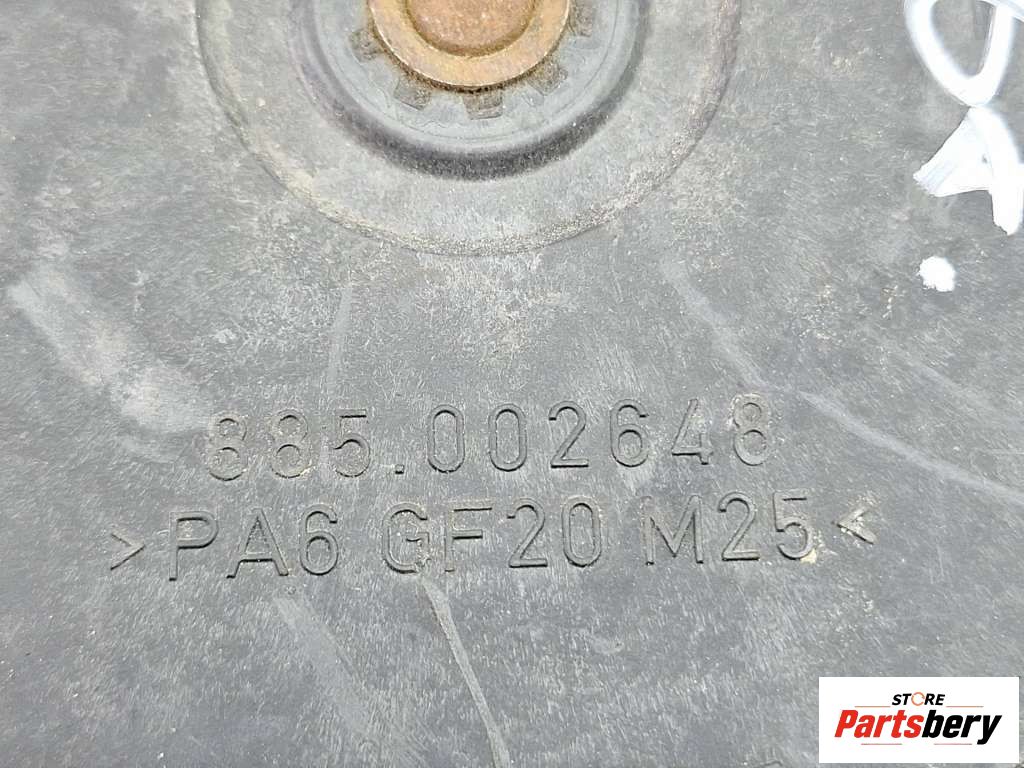 885.002648
>PA6 GF20 M25<
STORE
Partsbery